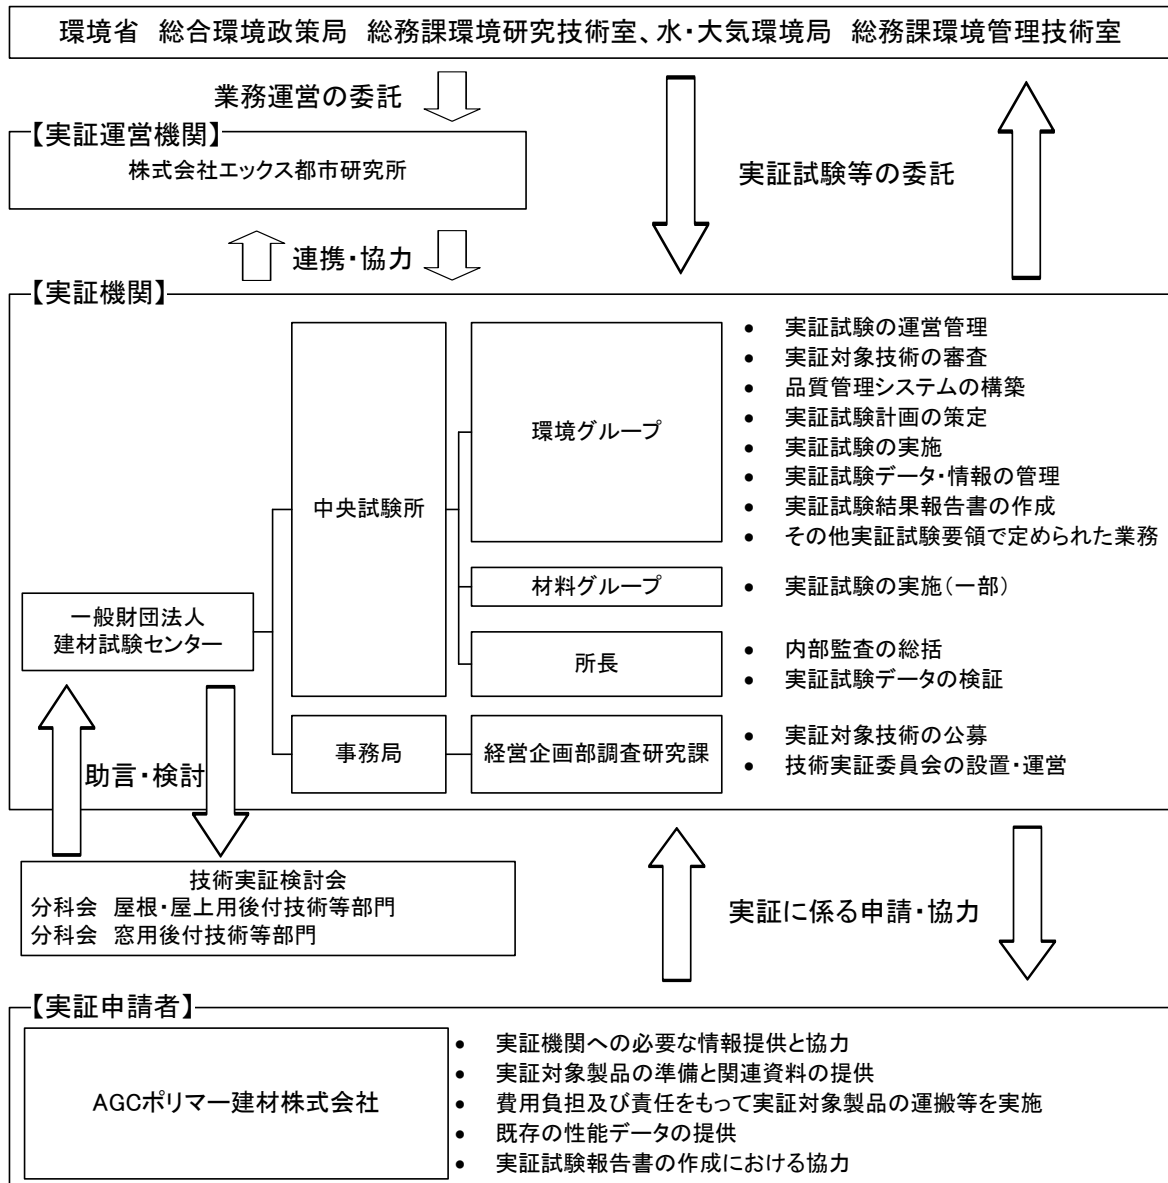 環境省 総合環境政策局 総務課環境研究技術室、水・大気環境局 総務課環境管理技術室
業務運営の委託
【実証運営機関】
株式会社エックス都市研究所
実証試験等の委託
連携・協力
【実証機関】
一般財団法人
建材試験センター
中央試験所
環境グループ
• 実証試験の運営管理
• 実証対象技術の審査
• 品質管理システムの構築
• 実証試験計画の策定
• 実証試験の実施
• 実証試験データ・情報の管理
• 実証試験結果報告書の作成
• その他実証試験要領で定められた業務
材料グループ
• 実証試験の実施(一部)
所長
• 内部監査の総括
• 実証試験データの検証
事務局
経営企画部調査研究課
• 実証対象技術の公募
• 技術実証委員会の設置・運営
助言・検討
技術実証検討会
分科会 屋根・屋上用後付技術等部門
分科会 窓用後付技術等部門
実証に係る申請・協力
【実証申請者】
AGCポリマー建材株式会社
• 実証機関への必要な情報提供と協力
• 実証対象製品の準備と関連資料の提供
• 費用負担及び責任をもって実証対象製品の運搬等を実施
• 既存の性能データの提供
• 実証試験報告書の作成における協力